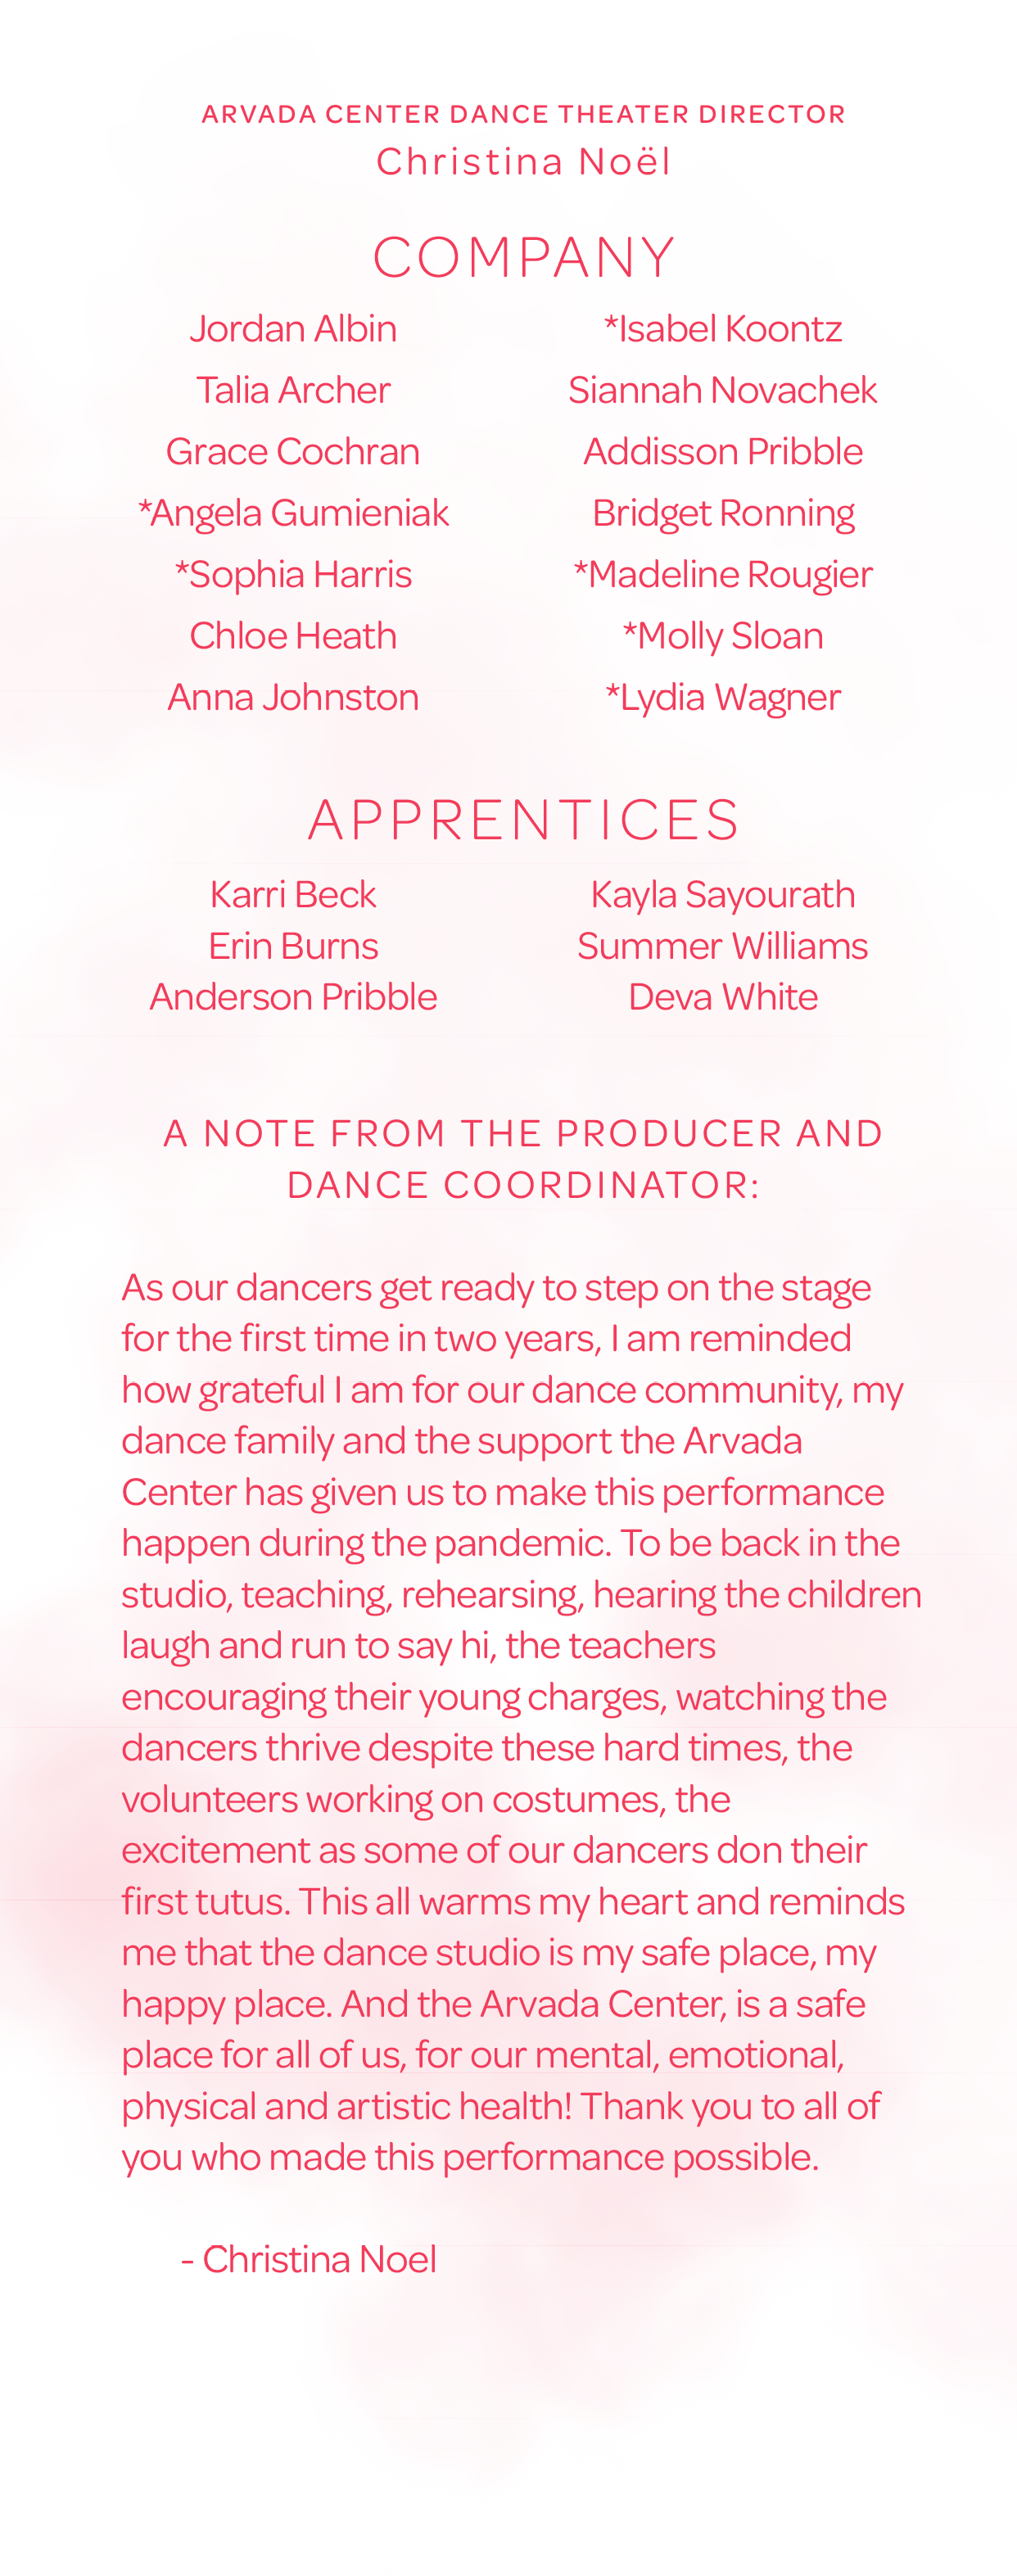 ARVADA CENTER DANCE THEATER DIRECTOR
Christina Noël
COMPANY
Jordan Albin
Talia Archer
Grace Cochran
*Angela Gumieniak
*Sophia Harris
Chloe Heath
Anna Johnston
*Isabel Koontz
Siannah Novachek
Addisson Pribble
Bridget Ronning
*Madeline Rougier
*Molly Sloan
*Lydia Wagner
APPRENTICES
Karri Beck
Erin Burns
Anderson Pribble
Kayla Sayourath
Summer Williams
Deva White
A NOTE FROM THE PRODUCER AND
DANCE COORDINATOR:
As our dancers get ready to step on the stage
for the first time in two years, I am reminded
how grateful I am for our dance community, my
dance family and the support the Arvada
Center has given us to make this performance
happen during the pandemic. To be back in the
studio, teaching, rehearsing, hearing the children
laugh and run to say hi, the teachers
encouraging their young charges, watching the
dancers thrive despite these hard times, the
volunteers working on costumes, the
excitement as some of our dancers don their
first tutus. This all warms my heart and reminds
me that the dance studio is my safe place, my
happy place. And the Arvada Center, is a safe
place for all of us, for our mental, emotional,
physical and artistic health! Thank you to all of
you who made this performance possible.
- Christina Noel